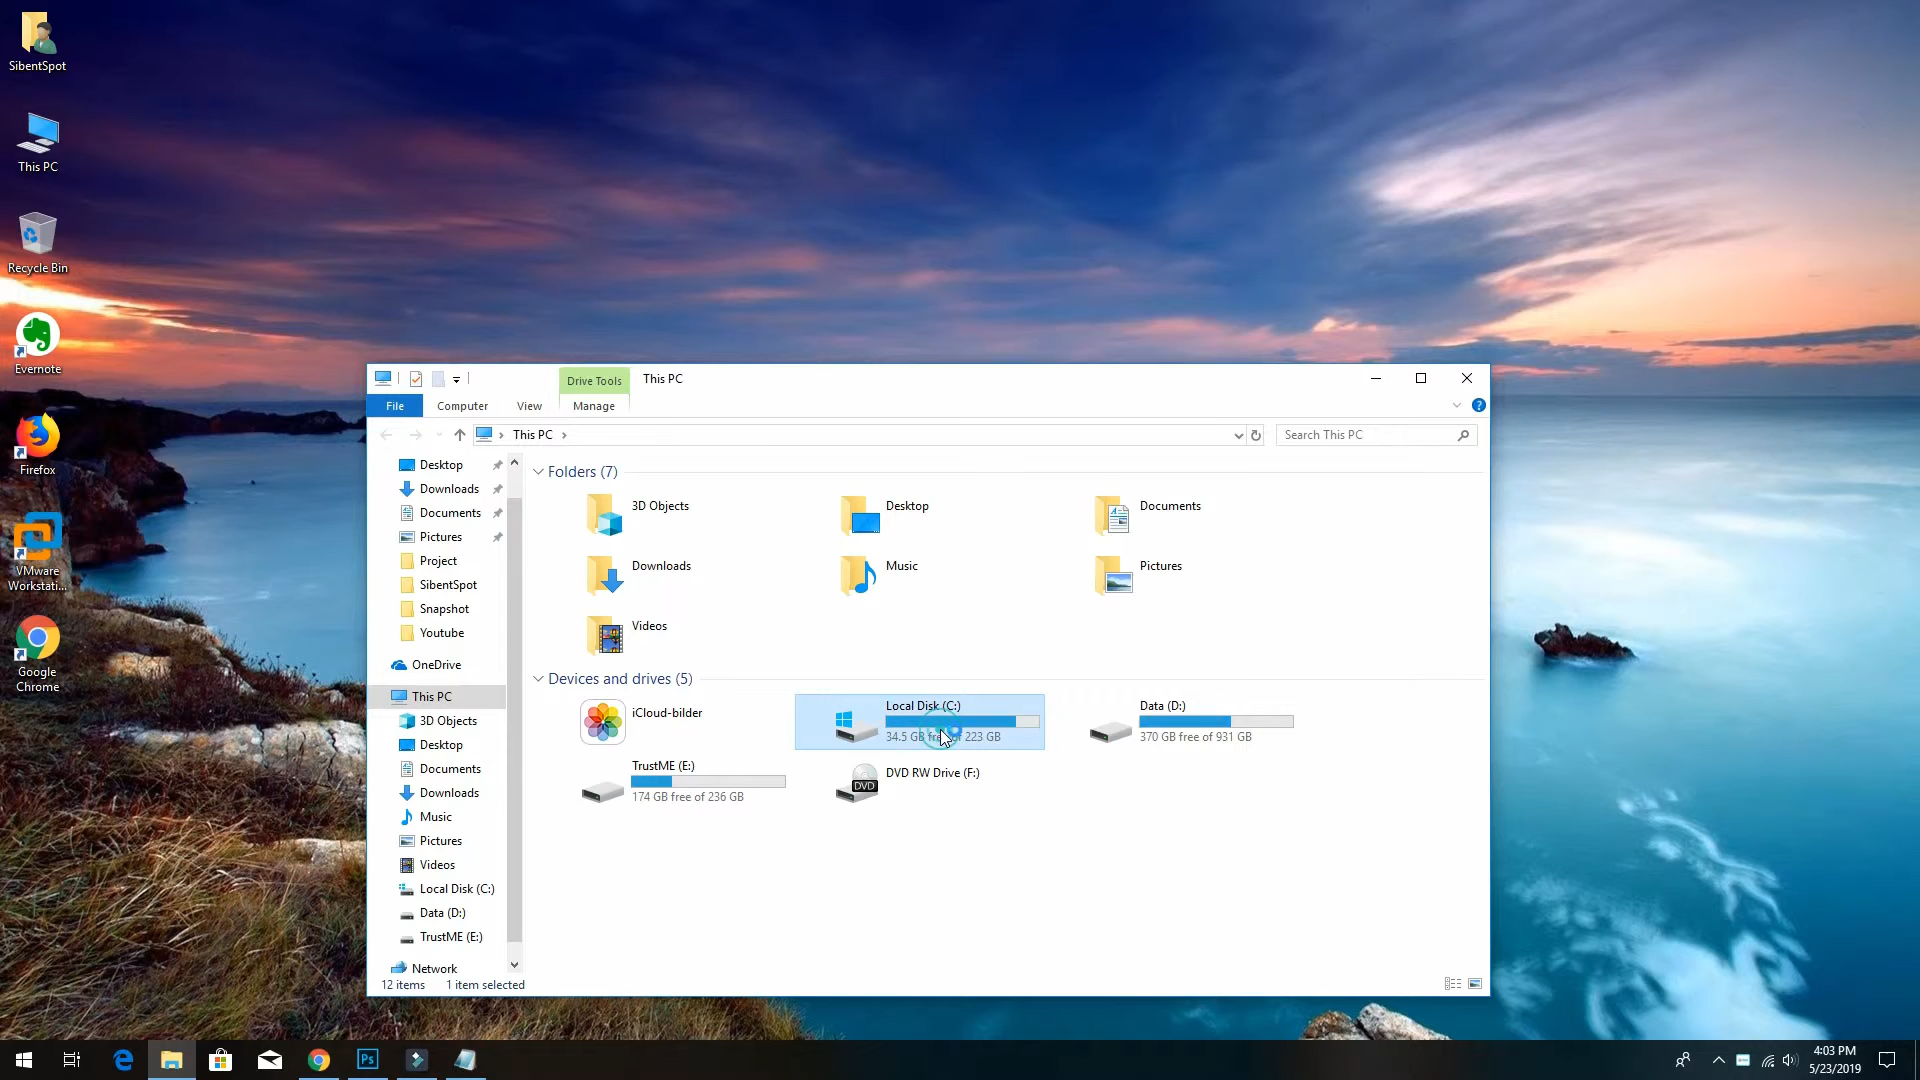 SibentSpot
This PC
Recycle Bin
Evernote
Firefox
VMware
Workstati...
Google
Chrome
Drive Tools
This PC
File
Computer
View
Manage
This PC
Search This PC
Desktop
Downloads
Documents
Pictures
Project
SibentSpot
Snapshot
Youtube
OneDrive
This PC
3D Objects
Desktop
Documents
Downloads
Music
Pictures
Videos
Local Disk (C:)
Data (D:)
TrustME (E:)
Network
Folders (7)
3D Objects
Desktop
Documents
Downloads
Music
Pictures
Videos
Devices and drives (5)
iCloud-bilder
Local Disk (C:)
34.5 GB free of 223 GB
Data (D:)
370 GB free of 931 GB
TrustME (E:)
174 GB free of 236 GB
DVD
DVD RW Drive (F:)
12 items
1 item selected
Ps
4:03 PM
5/23/2019